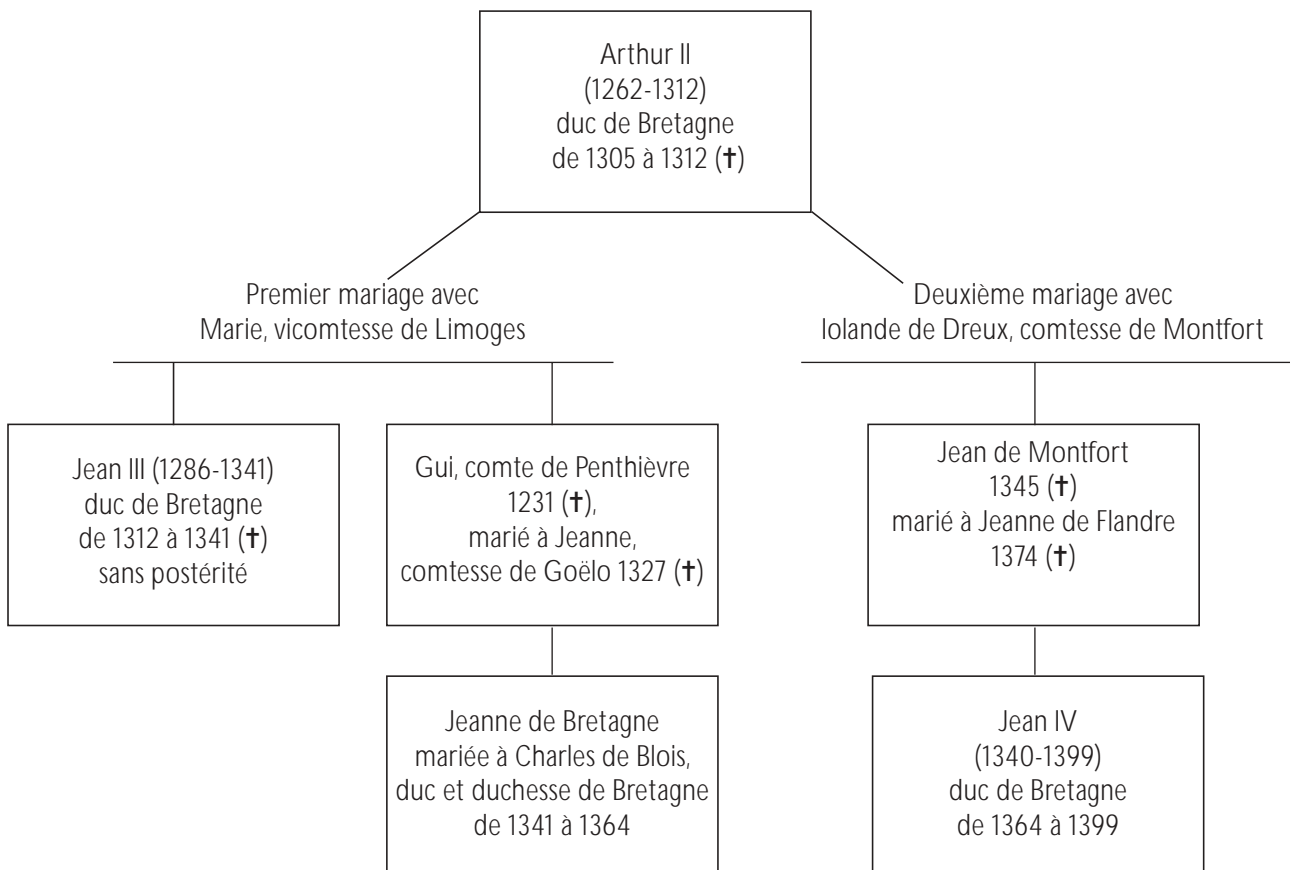 Arthur II
(1262-1312)
duc de Bretagne
de 1305 à 1312 (✝)
Premier mariage avec
Marie, vicomtesse de Limoges
Deuxième mariage avec
Iolande de Dreux, comtesse de Montfort
Jean III (1286-1341)
duc de Bretagne
de 1312 à 1341 (✝)
sans postérité
Gui, comte de Penthièvre
1231 (✝),
marié à Jeanne,
comtesse de Goëlo 1327 (✝)
Jean de Montfort
1345 (✝)
marié à Jeanne de Flandre
1374 (✝)
Jeanne de Bretagne
mariée à Charles de Blois,
duc et duchesse de Bretagne
de 1341 à 1364
Jean IV
(1340-1399)
duc de Bretagne
de 1364 à 1399